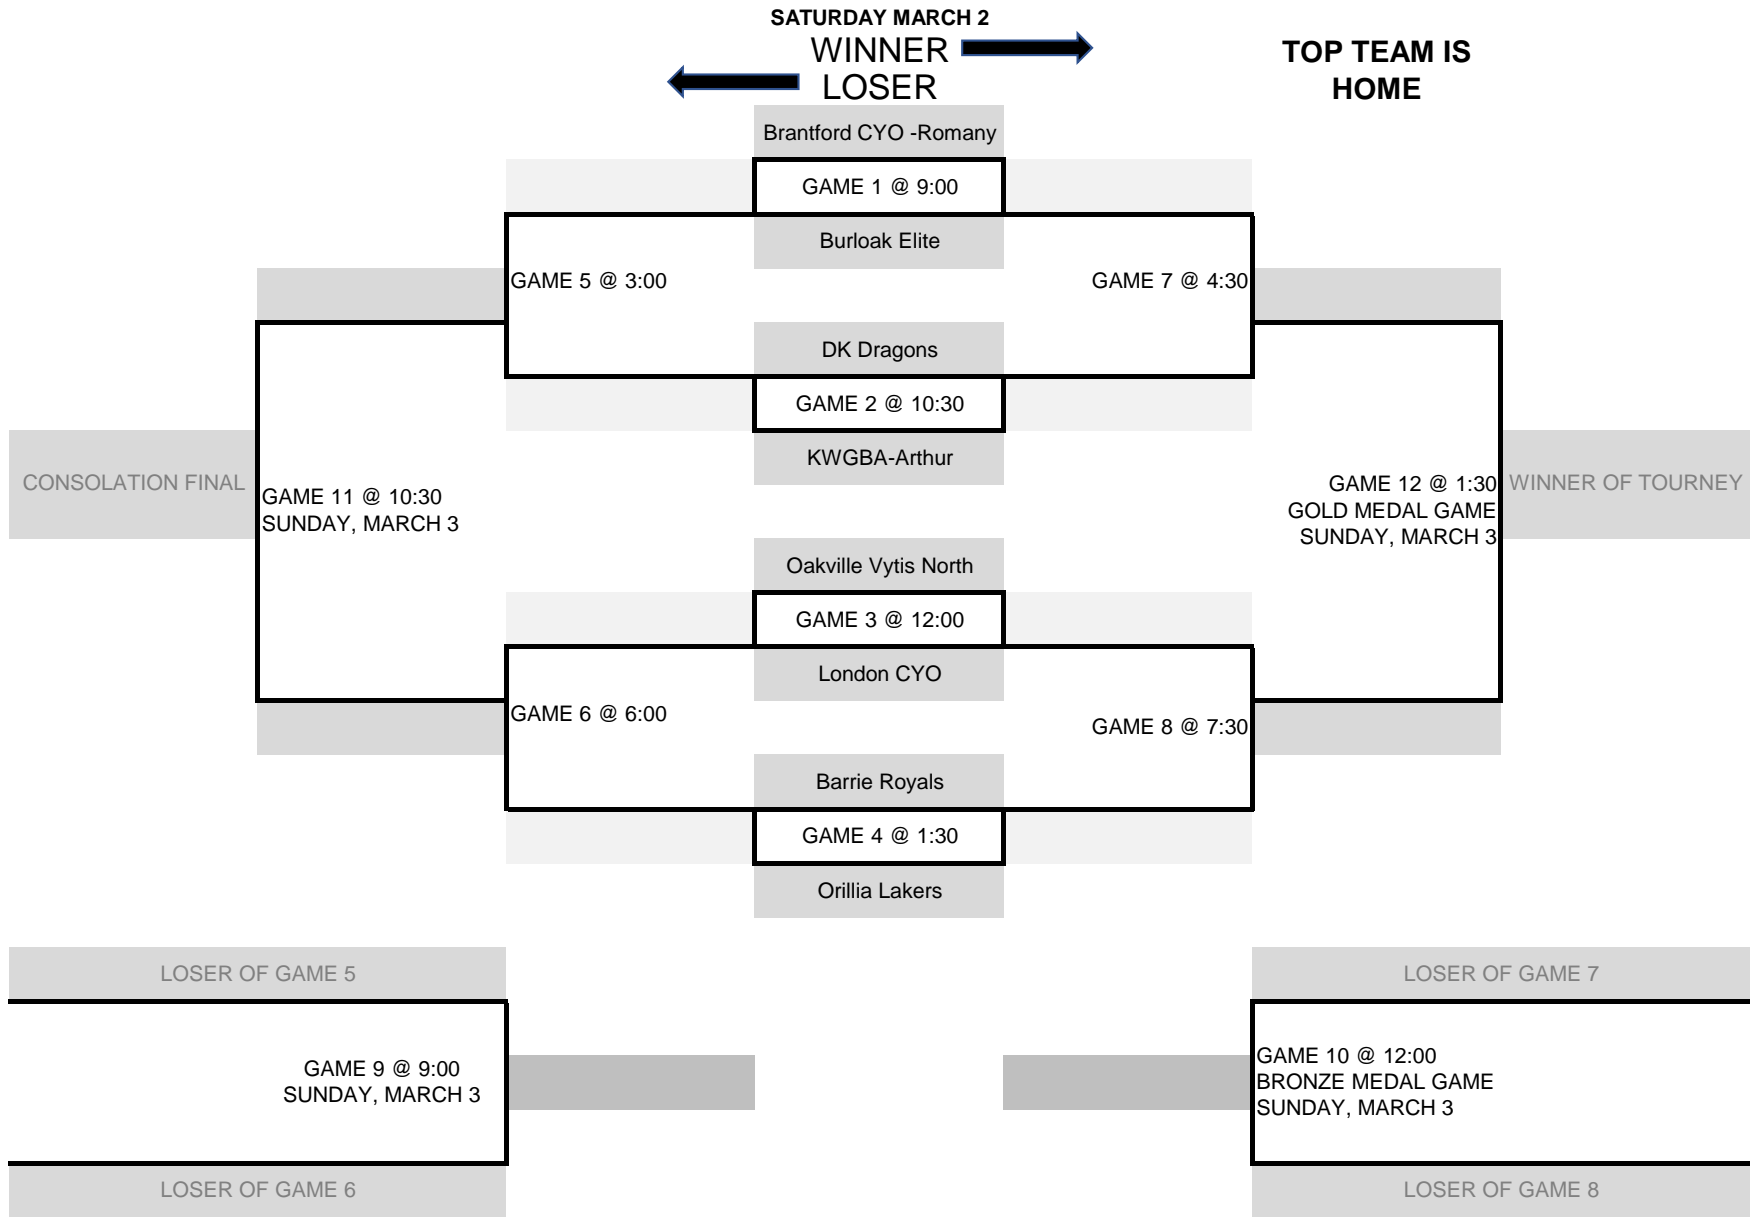 SATURDAY MARCH 2
WINNER
LOSER
TOP TEAM IS
HOME
Brantford CYO -Romany
GAME 1 @ 9:00
Burloak Elite
GAME 5 @ 3:00
GAME 7 @ 4:30
DK Dragons
GAME 2 @ 10:30
KWGBA-Arthur
CONSOLATION FINAL
GAME 11 @ 10:30
SUNDAY, MARCH 3
GAME 12 @ 1:30
GOLD MEDAL GAME
SUNDAY, MARCH 3
WINNER OF TOURNEY
Oakville Vytis North
GAME 3 @ 12:00
London CYO
GAME 6 @ 6:00
GAME 8 @ 7:30
Barrie Royals
GAME 4 @ 1:30
Orillia Lakers
LOSER OF GAME 5
LOSER OF GAME 7
GAME 9 @ 9:00
SUNDAY, MARCH 3
GAME 10 @ 12:00
BRONZE MEDAL GAME
SUNDAY, MARCH 3
LOSER OF GAME 6
LOSER OF GAME 8